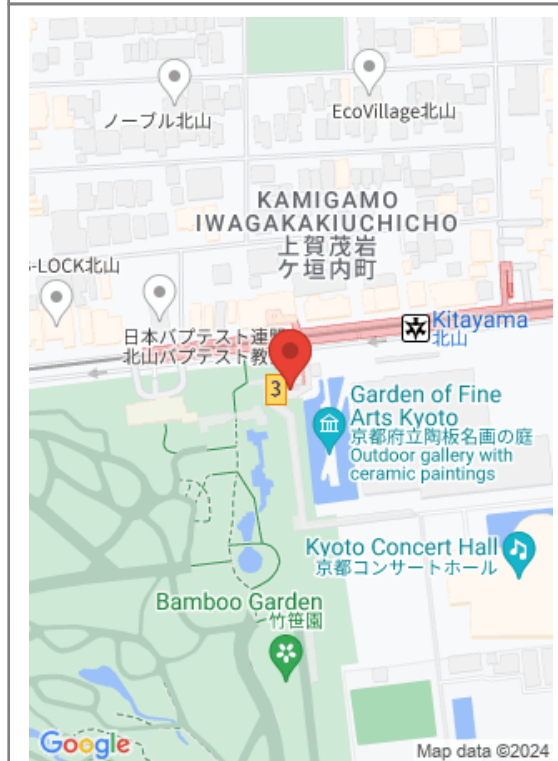 ノーブル北山
EcoVillage北山
KAMIGAMO
IWAGAKAKIUCHICHO
上賀茂岩
ケ垣内町
-LOCK北山
日本バプテスト連
北山バプテスト教
Kitayama
北山
3
Garden of Fine
Arts Kyoto
京都府立陶板名画の庭
Outdoor gallery with
ceramic paintings
Kyoto Concert Hall
京都コンサートホール
Bamboo Garden
竹笹園
Google
Map data ©2024